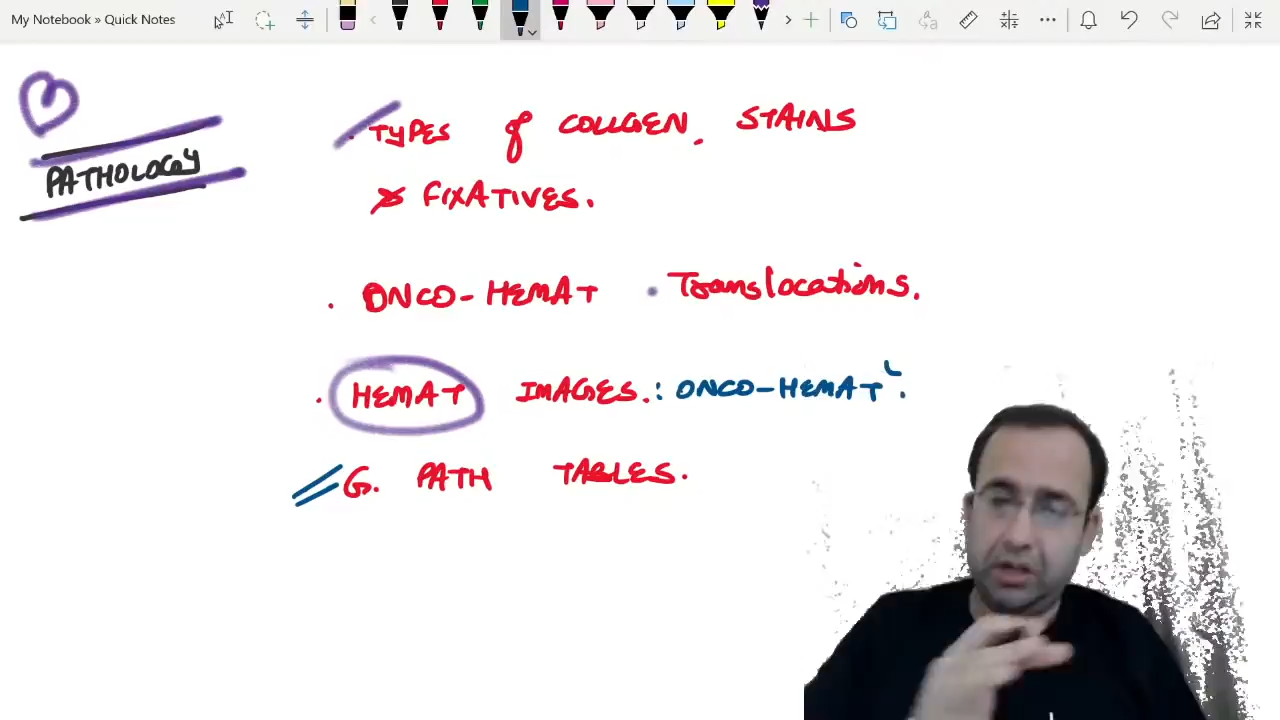 My Notebook » Quick Notes
PATHOLOGY
. TYPES of COLLGEN. STAINS
& FIXATIVES.
. ONCO-HEMAT . Translocations.
. HEMAT IMAGES. : ONCO-HEMAT.
G. PATH TABLES.